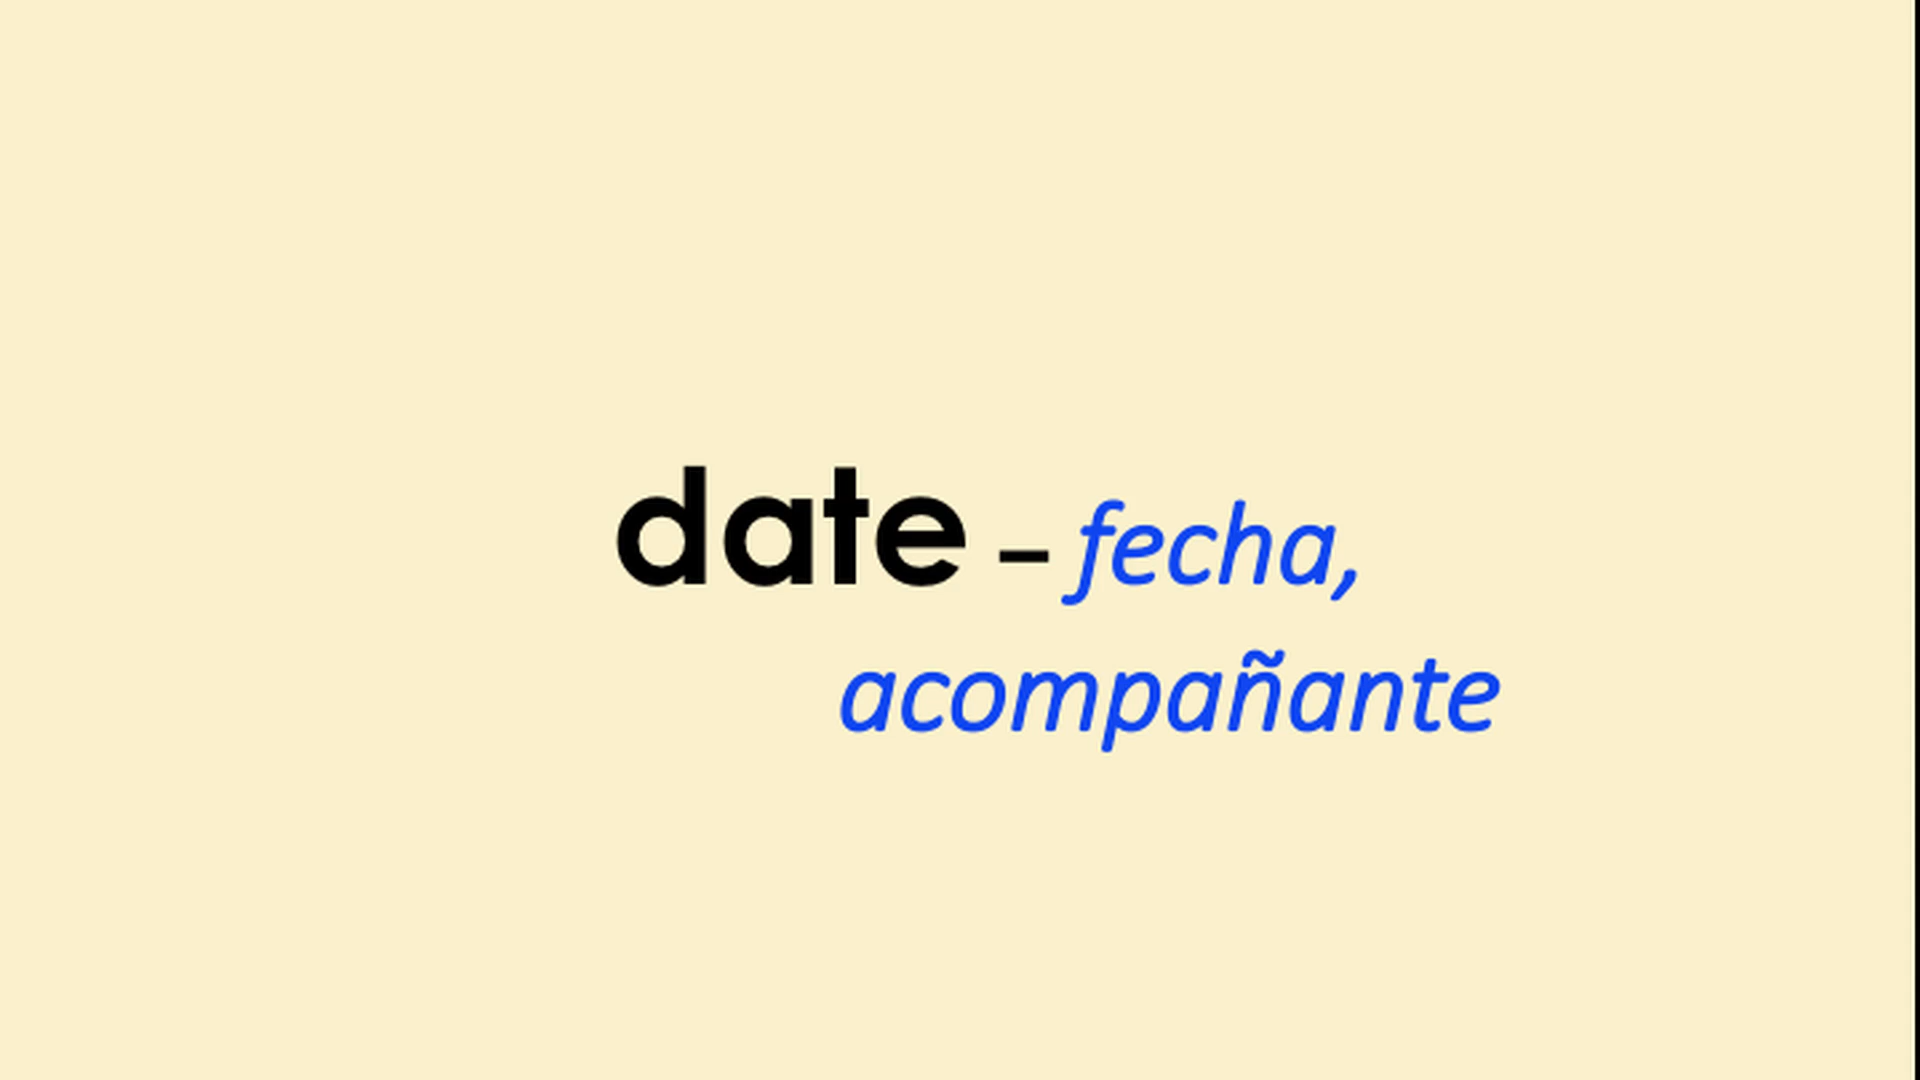 date – fecha,
acompañante